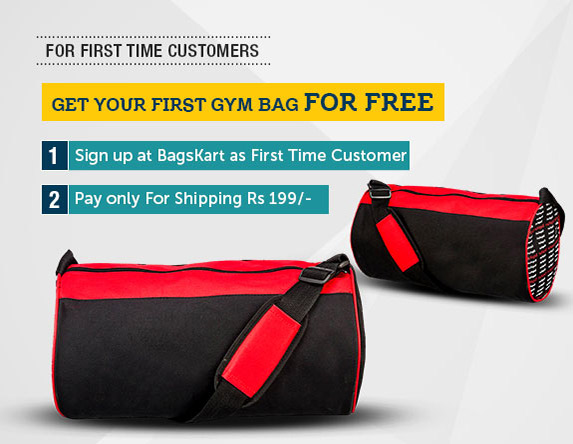 FOR FIRST TIME CUSTOMERS
GET YOUR FIRST GYM BAG FOR FREE
1 Sign up at BagsKart as First Time Customer
2 Pay only For Shipping Rs 199/-